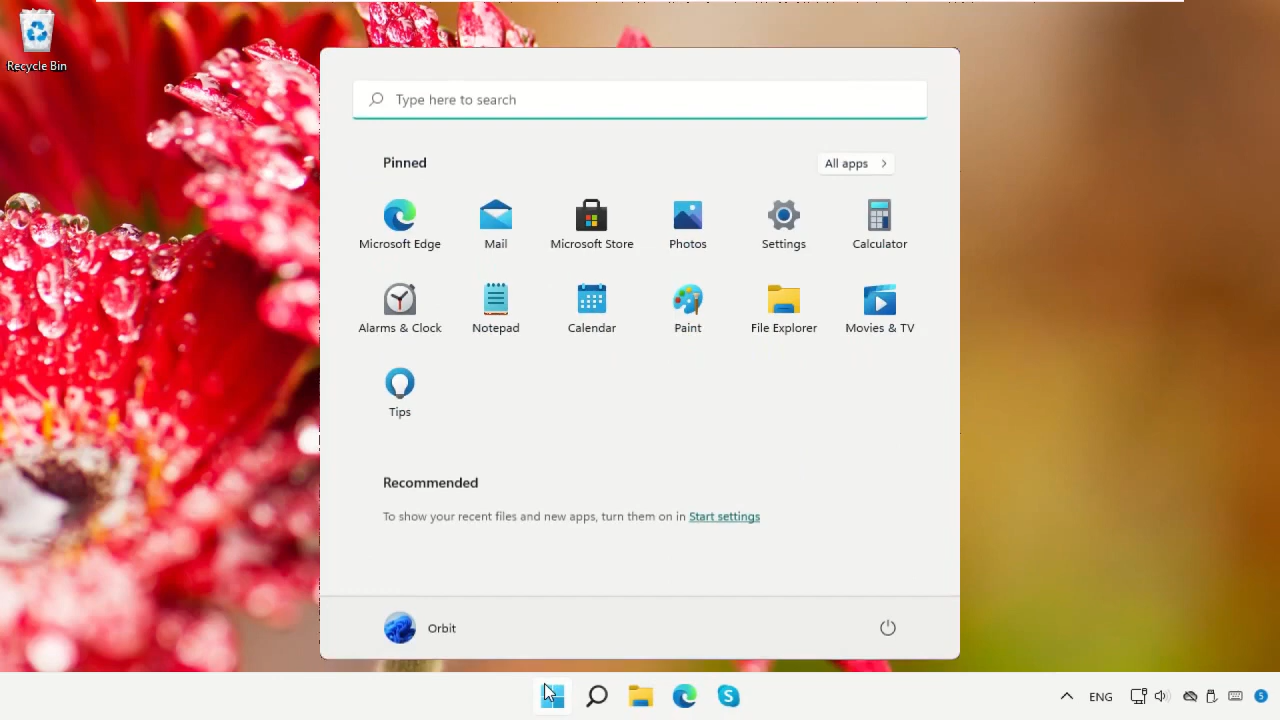 Recycle Bin
Type here to search
Pinned
All apps
Microsoft Edge
Mail
Microsoft Store
Photos
Settings
Calculator
Alarms & Clock
Notepad
Calendar
Paint
File Explorer
Movies & TV
Tips
Recommended
To show your recent files and new apps, turn them on in Start settings
Orbit
ENG
5